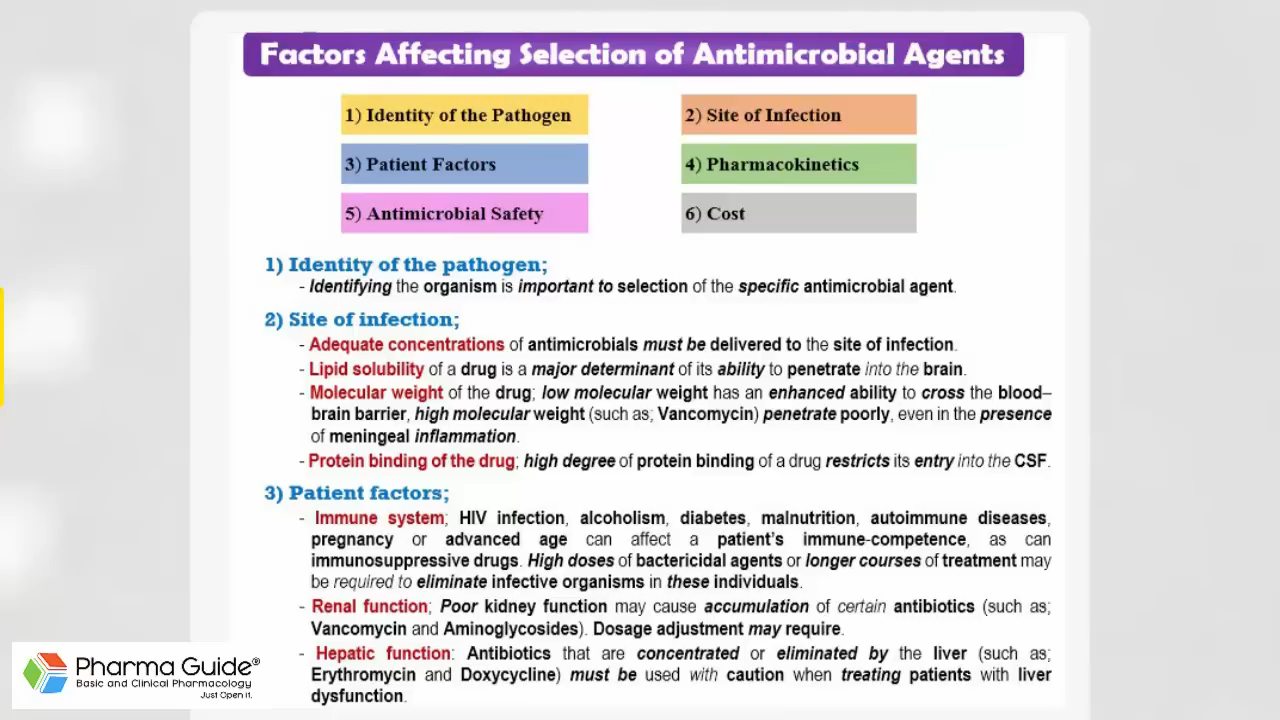 Factors Affecting Selection of Antimicrobial Agents
1) Identity of the Pathogen
2) Site of Infection
3) Patient Factors
4) Pharmacokinetics
5) Antimicrobial Safety
6) Cost
1) Identity of the pathogen;
- Identifying the organism is important to selection of the specific antimicrobial agent.
2) Site of infection;
- Adequate concentrations of antimicrobials must be delivered to the site of infection.
- Lipid solubility of a drug is a major determinant of its ability to penetrate into the brain.
- Molecular weight of the drug; low molecular weight has an enhanced ability to cross the blood–
brain barrier, high molecular weight (such as; Vancomycin) penetrate poorly, even in the presence
of meningeal inflammation.
- Protein binding of the drug; high degree of protein binding of a drug restricts its entry into the CSF.
3) Patient factors;
- Immune system; HIV infection, alcoholism, diabetes, malnutrition, autoimmune diseases,
pregnancy or advanced age can affect a patient's immune-competence, as can
immunosuppressive drugs. High doses of bactericidal agents or longer courses of treatment may
be required to eliminate infective organisms in these individuals.
- Renal function; Poor kidney function may cause accumulation of certain antibiotics (such as;
Vancomycin and Aminoglycosides). Dosage adjustment may require.
- Hepatic function: Antibiotics that are concentrated or eliminated by the liver (such as;
Erythromycin and Doxycycline) must be used with caution when treating patients with liver
dysfunction.
Pharma Guide®
Basic and Clinical Pharmacology
Just Open it.